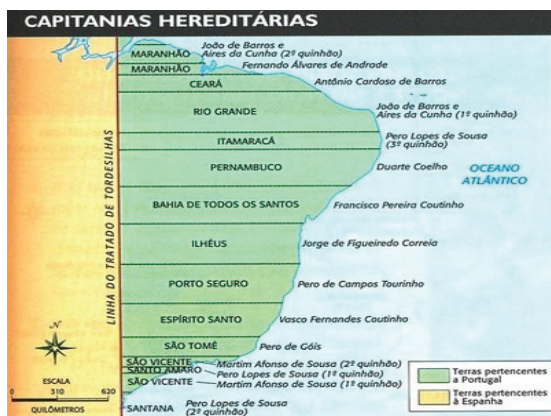 CAPITANIAS HEREDITÁRIAS
João de Barros e
Aires da Cunha (2º quinhão)
MARANHÃO
Fernando Álvares de Andrade
MARANHÃO
Antônio Cardoso de Barros
CEARÁ
João de Barros e
Aires da Cunha (1º quinhão)
RIO GRANDE
Pero Lopes de Sousa
(3º quinhão)
ITAMARACÁ
PERNAMBUCO
Duarte Coelho
OCEANO
ATLÂNTICO
BAHIA DE TODOS OS SANTOS
Francisco Pereira Coutinho
ILHÉUS
Jorge de Figueiredo Correia
LINHA DO TRATADO DE TORDESILHAS
PORTO SEGURO
Pero de Campos Tourinho
ESPÍRITO SANTO
Vasco Fernandes Coutinho
SÃO TOMÉ
Pero de Góis
SÃO VICENTE
Martim Afonso de Sousa (2º quinhão)
SANTO AMARO
Pero Lopes de Sousa (1º quinhão)
SÃO VICENTE
Martim Afonso de Sousa (1º quinhão)
SANTANA
Pero Lopes de Sousa
(2º quinhão)
N
ESCALA
0 310 620
QUILÔMETROS
Terras pertencentes
a Portugal
Terras pertencentes
à Espanha